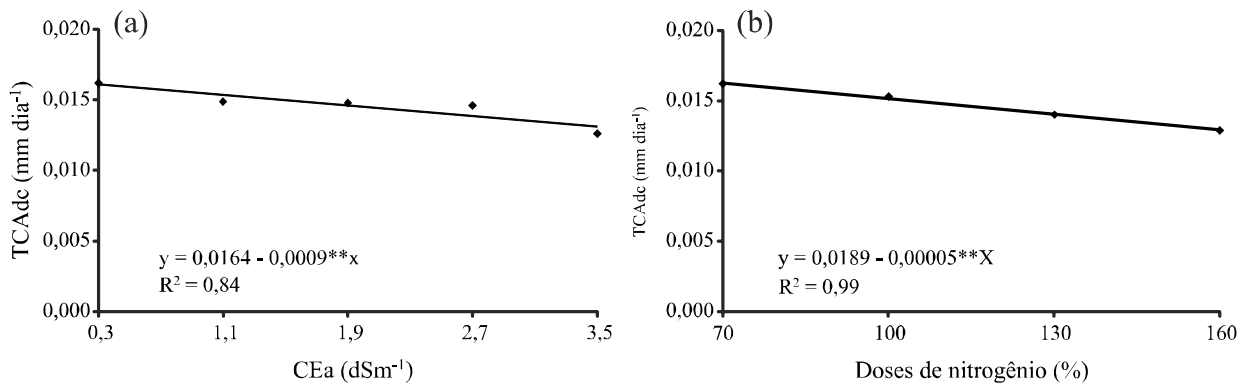 (a)
0,020
0,015
0,010
0,005
0,000
TCAdc (mm dia⁻¹)
y = 0,0164 - 0,0009**x
R² = 0,84
0,3 1,1 1,9 2,7 3,5
CEa (dSm⁻¹)
(b)
0,020
0,015
0,010
0,005
0,000
TCAdc (mm dia⁻¹)
y = 0,0189 - 0,00005**X
R² = 0,99
70 100 130 160
Doses de nitrogênio (%)